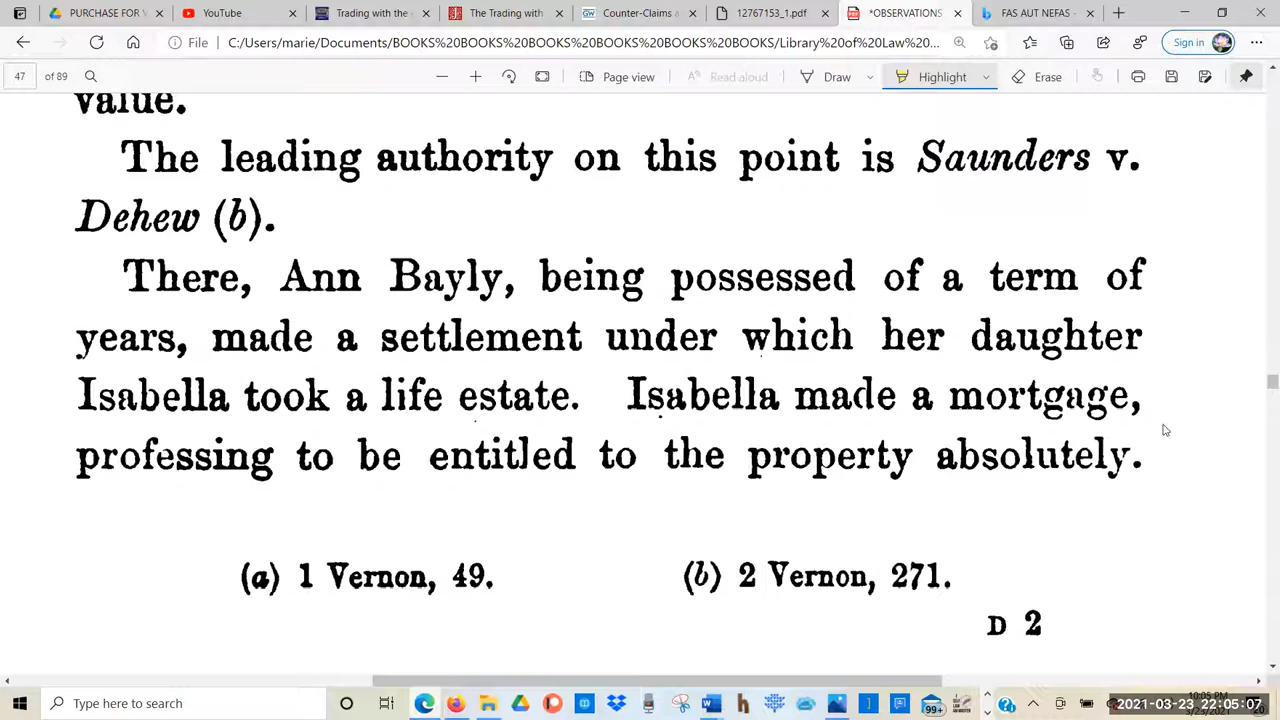 PURCHASE FOR V
YouTube
Trading with the
The Trading with
Counter-Claims a
12767153_1.pdf
*OBSERVATIONS
FAS AUT NEFAS -
File
C:/Users/marie/Documents/BOOKS%20BOOKS%20BOOKS%20BOOKS%20BOOKS%20BOOKS/Library%20of%20Law%20...
Sign in
47 of 89
Page view
Read aloud
Draw
Highlight
Erase
value.
The leading authority on this point is Saunders v.
Dehew (b).
There, Ann Bayly, being possessed of a term of
years, made a settlement under which her daughter
Isabella took a life estate. Isabella made a mortgage,
professing to be entitled to the property absolutely.
(a) 1 Vernon, 49. (b) 2 Vernon, 271.
D 2
Type here to search
99+
10:05 PM
2021-03-23 22:05:07